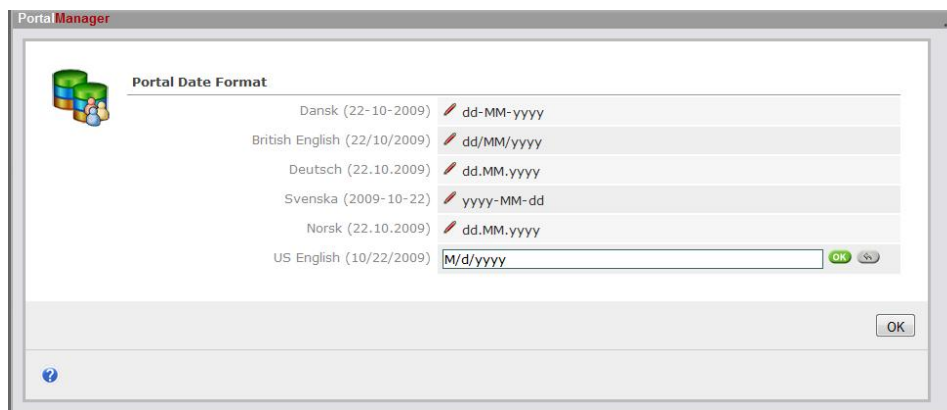 PortalManager
Portal Date Format
Dansk (22-10-2009) dd-MM-yyyy
British English (22/10/2009) dd/MM/yyyy
Deutsch (22.10.2009) dd.MM.yyyy
Svenska (2009-10-22) yyyy-MM-dd
Norsk (22.10.2009) dd.MM.yyyy
US English (10/22/2009) M/d/yyyy OK
OK
?